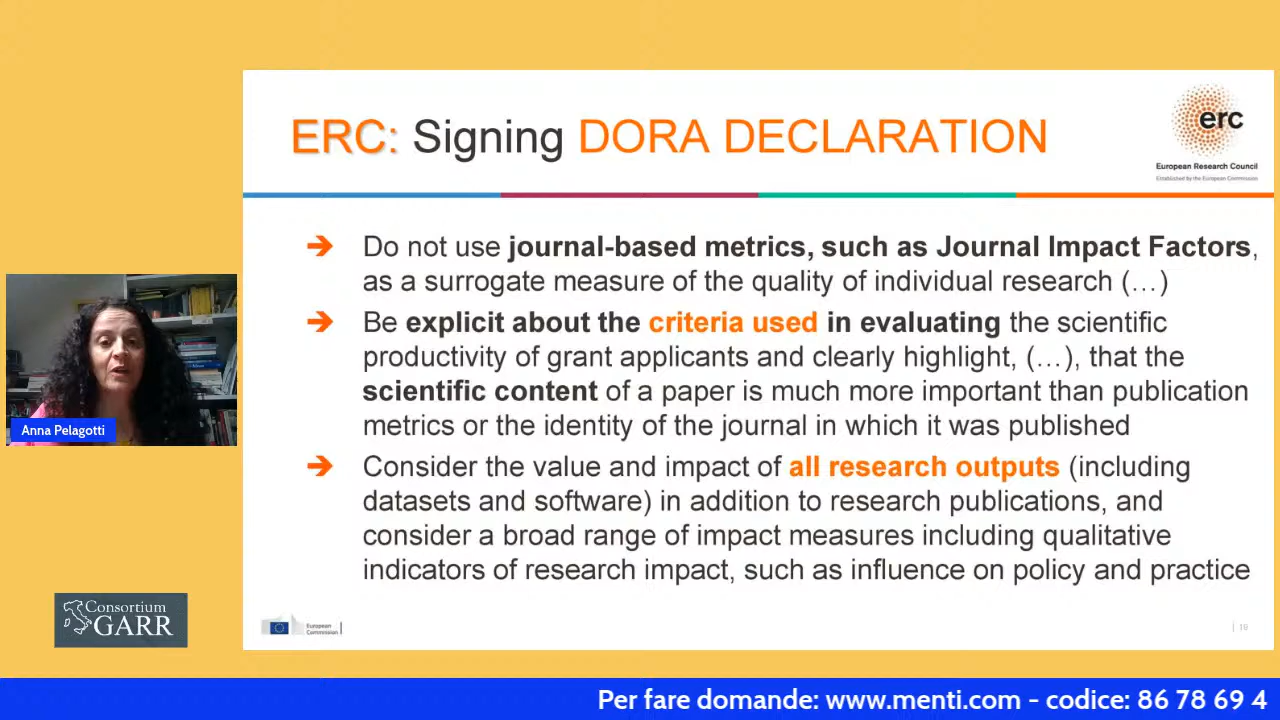 ERC: Signing DORA DECLARATION
erc
European Research Council
Established by the European Commission
➔ Do not use journal-based metrics, such as Journal Impact Factors,
as a surrogate measure of the quality of individual research (…)
➔ Be explicit about the criteria used in evaluating the scientific
productivity of grant applicants and clearly highlight, (…), that the
scientific content of a paper is much more important than publication
metrics or the identity of the journal in which it was published
➔ Consider the value and impact of all research outputs (including
datasets and software) in addition to research publications, and
consider a broad range of impact measures including qualitative
indicators of research impact, such as influence on policy and practice
Anna Pelagotti
Consortium
GARR
European
Commission
| 16
Per fare domande: www.menti.com - codice: 86 78 69 4